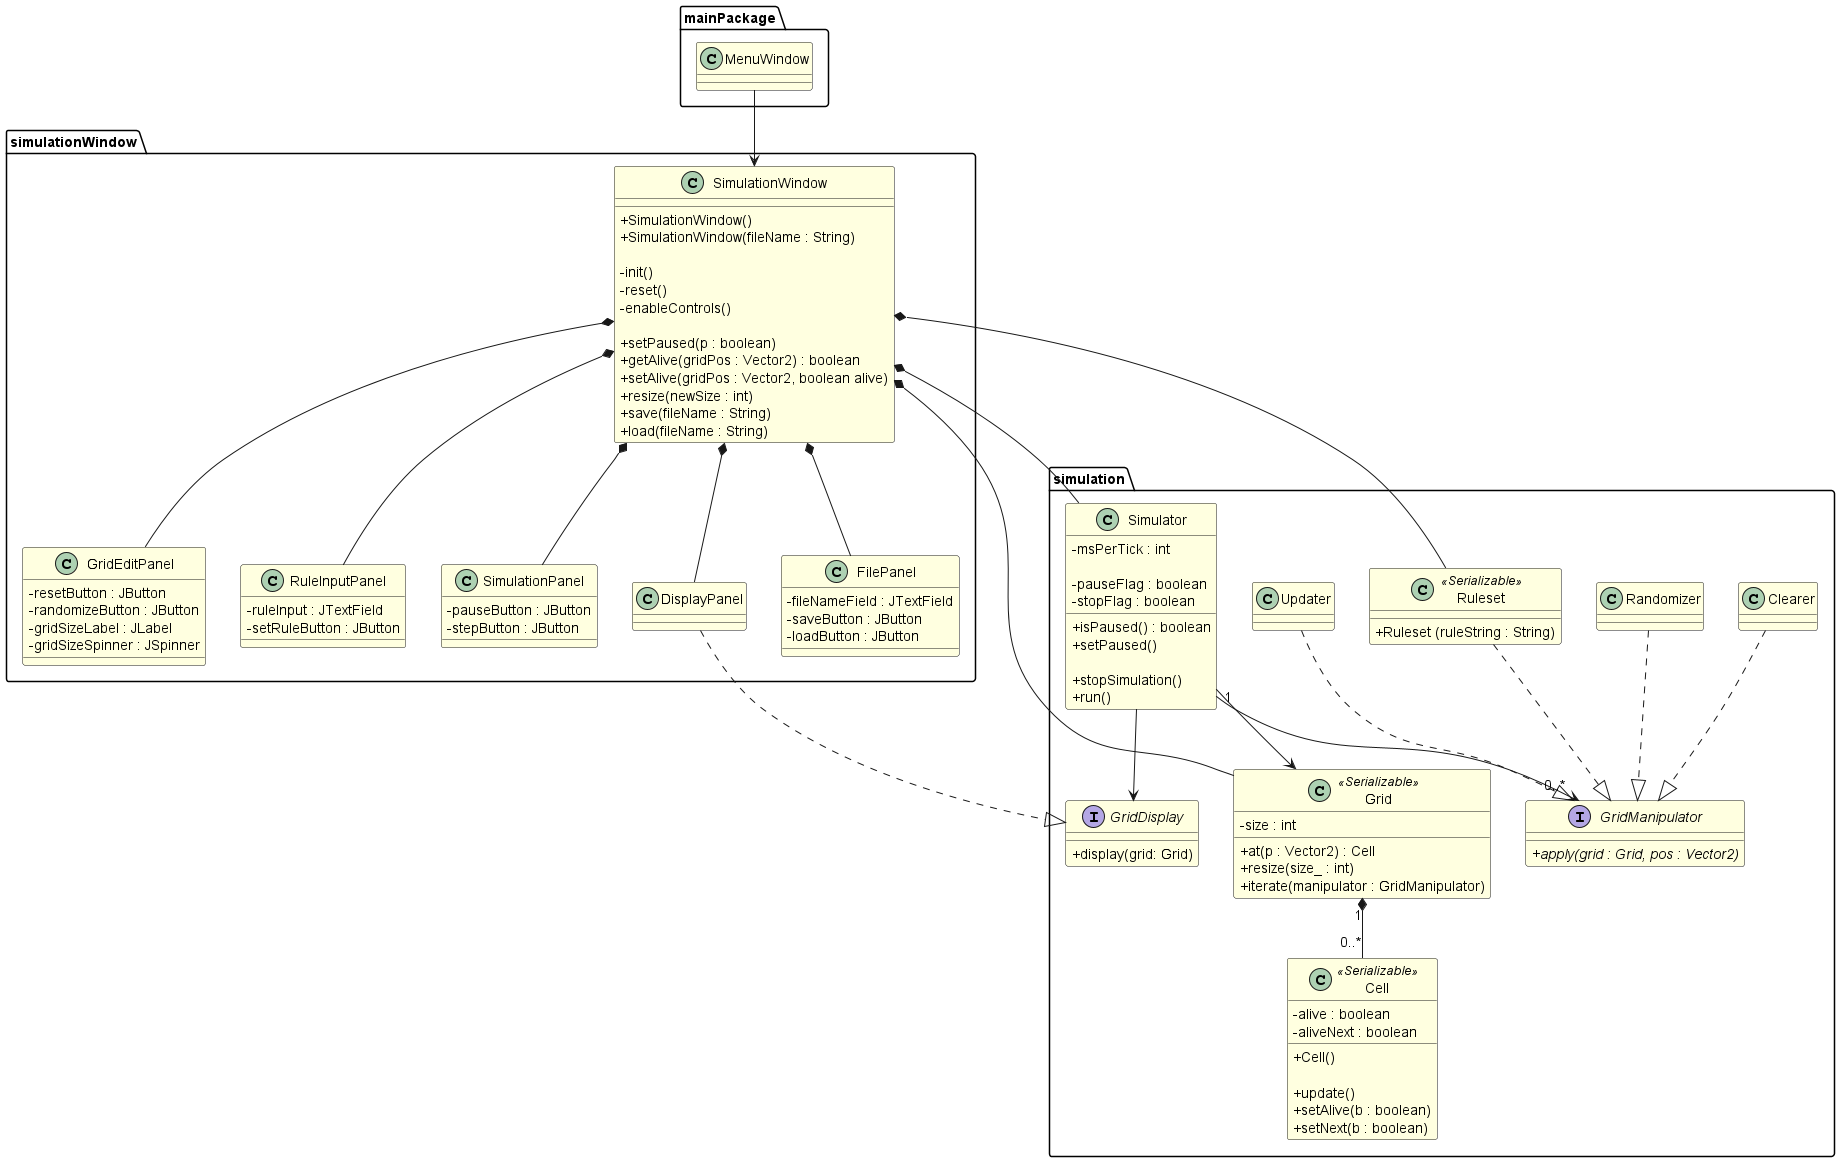 mainPackage
C MenuWindow
simulationWindow
C SimulationWindow
+SimulationWindow()
+SimulationWindow(fileName : String)
-init()
-reset()
-enableControls()
+setPaused(p : boolean)
+getAlive(gridPos : Vector2) : boolean
+setAlive(gridPos : Vector2, boolean alive)
+resize(newSize : int)
+save(fileName : String)
+load(fileName : String)
C GridEditPanel
-resetButton : JButton
-randomizeButton : JButton
-gridSizeLabel : JLabel
-gridSizeSpinner : JSpinner
C RuleInputPanel
-ruleInput : JTextField
-setRuleButton : JButton
C SimulationPanel
-pauseButton : JButton
-stepButton : JButton
C DisplayPanel
C FilePanel
-fileNameField : JTextField
-saveButton : JButton
-loadButton : JButton
simulation
C Simulator
-msPerTick : int
-pauseFlag : boolean
-stopFlag : boolean
+isPaused() : boolean
+setPaused()
+stopSimulation()
+run()
C Updater
C «Serializable»
Ruleset
+Ruleset (ruleString : String)
C Randomizer
C Clearer
1
0..*
I GridDisplay
+display(grid: Grid)
C «Serializable»
Grid
-size : int
+at(p : Vector2) : Cell
+resize(size_ : int)
+iterate(manipulator : GridManipulator)
I GridManipulator
+apply(grid : Grid, pos : Vector2)
1
0..*
C «Serializable»
Cell
-alive : boolean
-aliveNext : boolean
+Cell()
+update()
+setAlive(b : boolean)
+setNext(b : boolean)